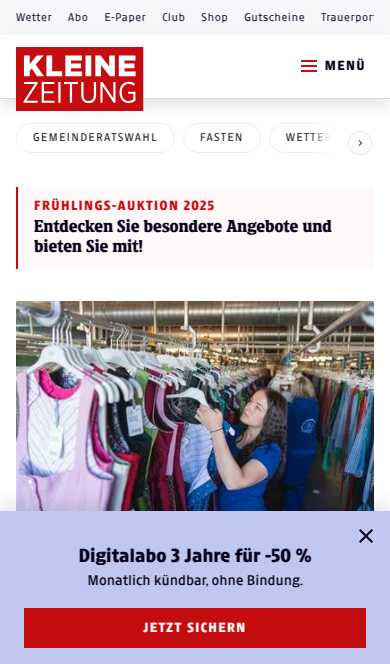 Wetter Abo E-Paper Club Shop Gutscheine Trauerpor
KLEINE
ZEITUNG
MENÜ
GEMEINDERATSWAHL FASTEN WETTER
FRÜHLINGS-AUKTION 2025
Entdecken Sie besondere Angebote und
bieten Sie mit!
Digitalabo 3 Jahre für -50 %
Monatlich kündbar, ohne Bindung.
JETZT SICHERN